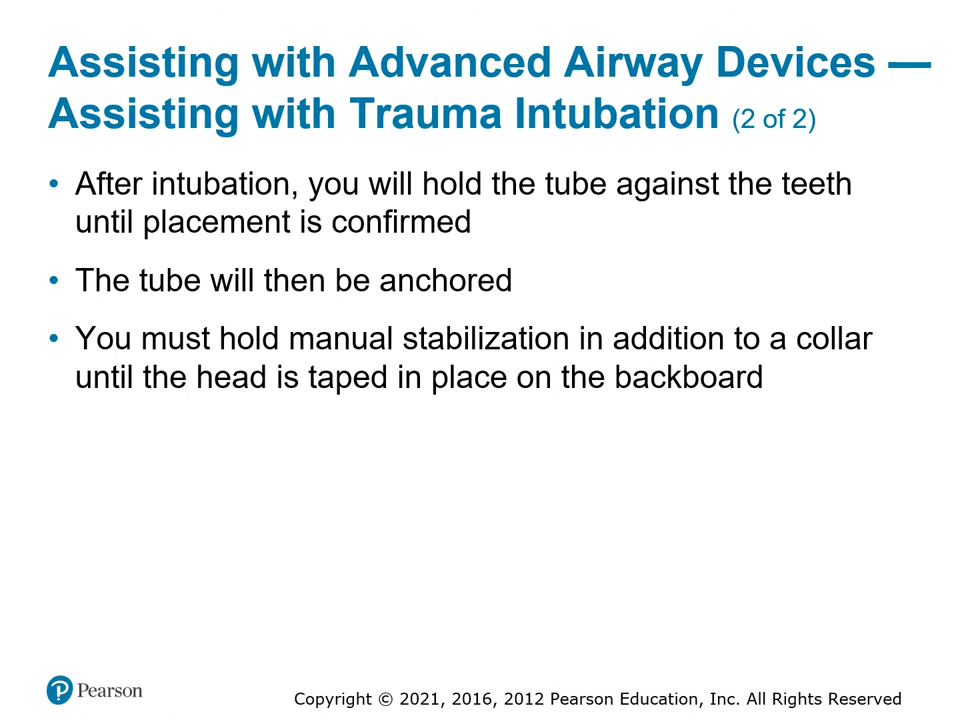 Assisting with Advanced Airway Devices —
Assisting with Trauma Intubation (2 of 2)
• After intubation, you will hold the tube against the teeth
until placement is confirmed
• The tube will then be anchored
• You must hold manual stabilization in addition to a collar
until the head is taped in place on the backboard
Pearson
Copyright © 2021, 2016, 2012 Pearson Education, Inc. All Rights Reserved